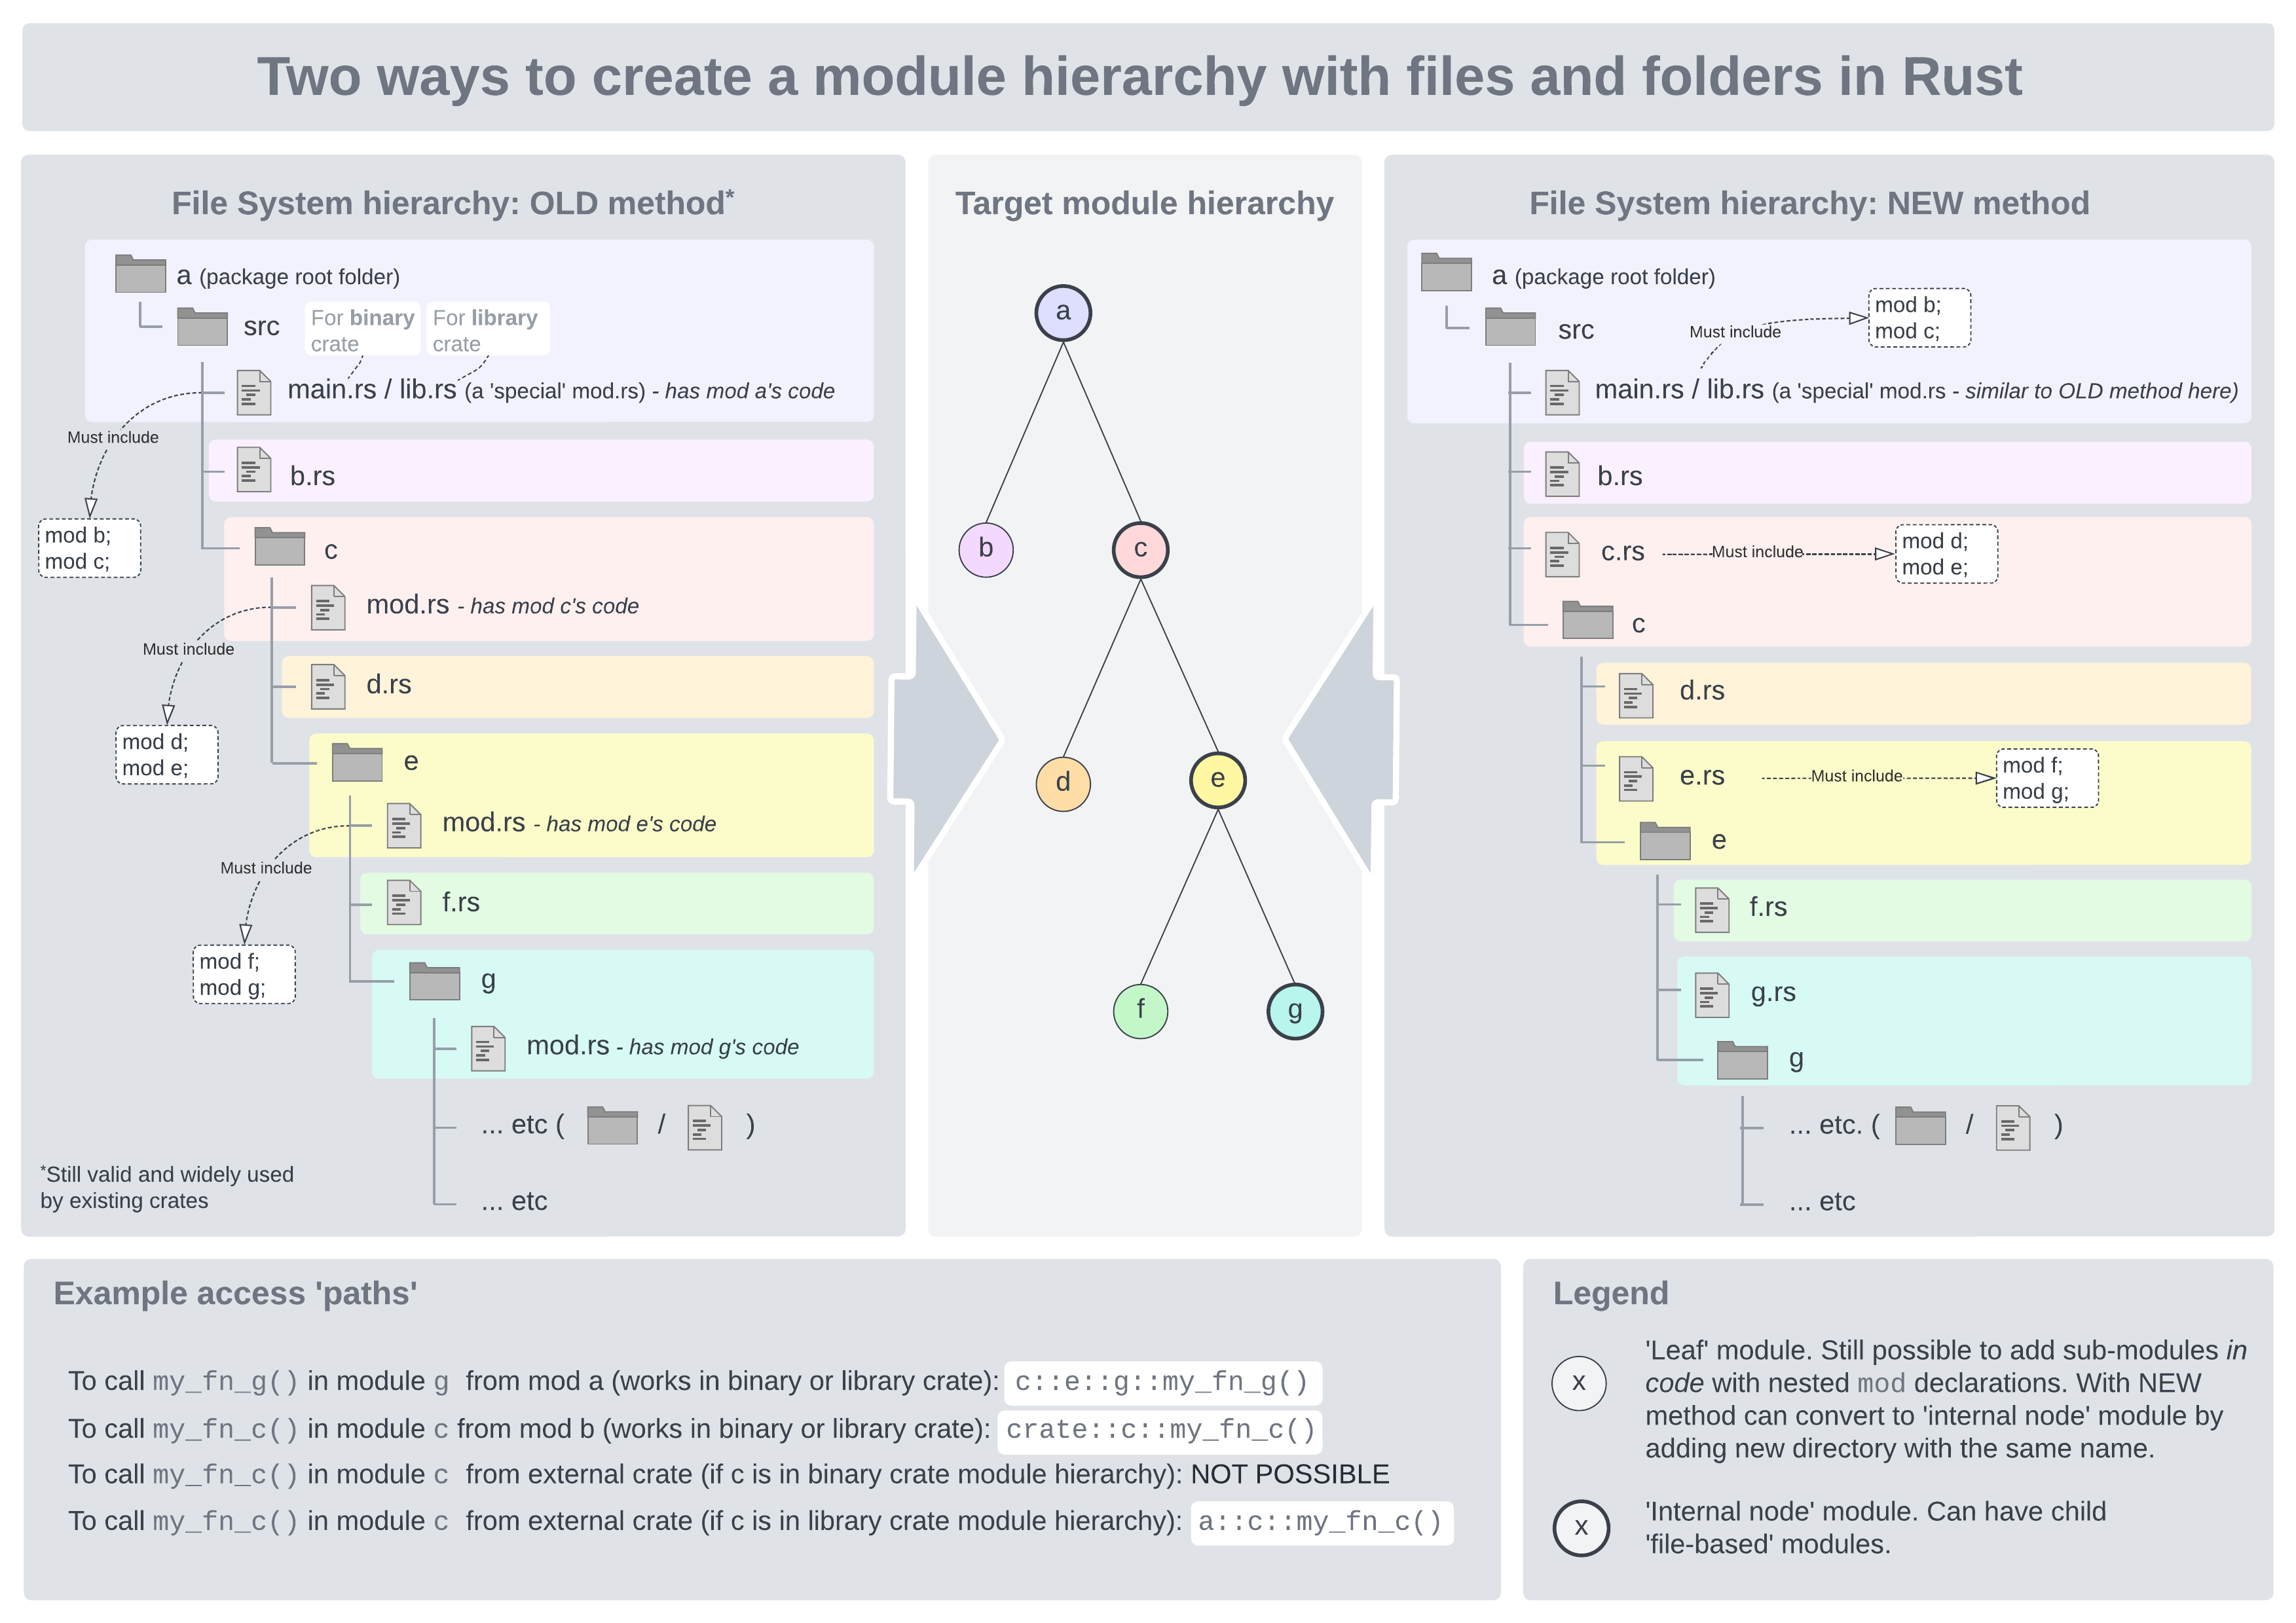 Two ways to create a module hierarchy with files and folders in Rust
File System hierarchy: OLD method*
a (package root folder)
src
For binary
crate
For library
crate
main.rs / lib.rs (a 'special' mod.rs) - has mod a's code
Must include
mod b;
mod c;
b.rs
c
mod.rs - has mod c's code
Must include
mod d;
mod e;
d.rs
e
mod.rs - has mod e's code
Must include
mod f;
mod g;
f.rs
g
mod.rs - has mod g's code
... etc ( / )
... etc
*Still valid and widely used
by existing crates
Target module hierarchy
a
b
c
d
e
f
g
File System hierarchy: NEW method
a (package root folder)
src
Must include
mod b;
mod c;
main.rs / lib.rs (a 'special' mod.rs - similar to OLD method here)
b.rs
c.rs
Must include
mod d;
mod e;
c
d.rs
e.rs
Must include
mod f;
mod g;
e
f.rs
g.rs
g
... etc. ( / )
... etc
Example access 'paths'
To call my_fn_g() in module g from mod a (works in binary or library crate): c::e::g::my_fn_g()
To call my_fn_c() in module c from mod b (works in binary or library crate): crate::c::my_fn_c()
To call my_fn_c() in module c from external crate (if c is in binary crate module hierarchy): NOT POSSIBLE
To call my_fn_c() in module c from external crate (if c is in library crate module hierarchy): a::c::my_fn_c()
Legend
x
'Leaf' module. Still possible to add sub-modules in
code with nested mod declarations. With NEW
method can convert to 'internal node' module by
adding new directory with the same name.
x
'Internal node' module. Can have child
'file-based' modules.